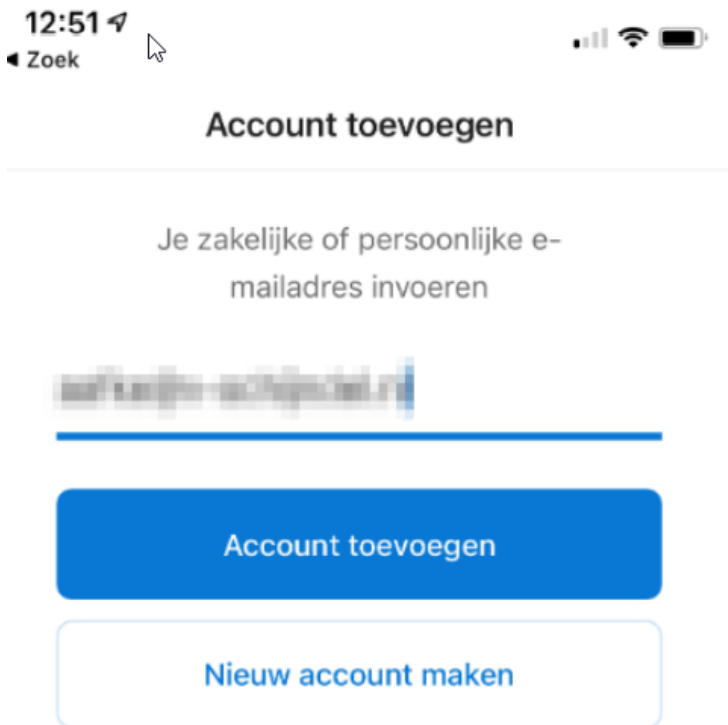 12:51
Zoek
Account toevoegen
Je zakelijke of persoonlijke e-
mailadres invoeren
Account toevoegen
Nieuw account maken